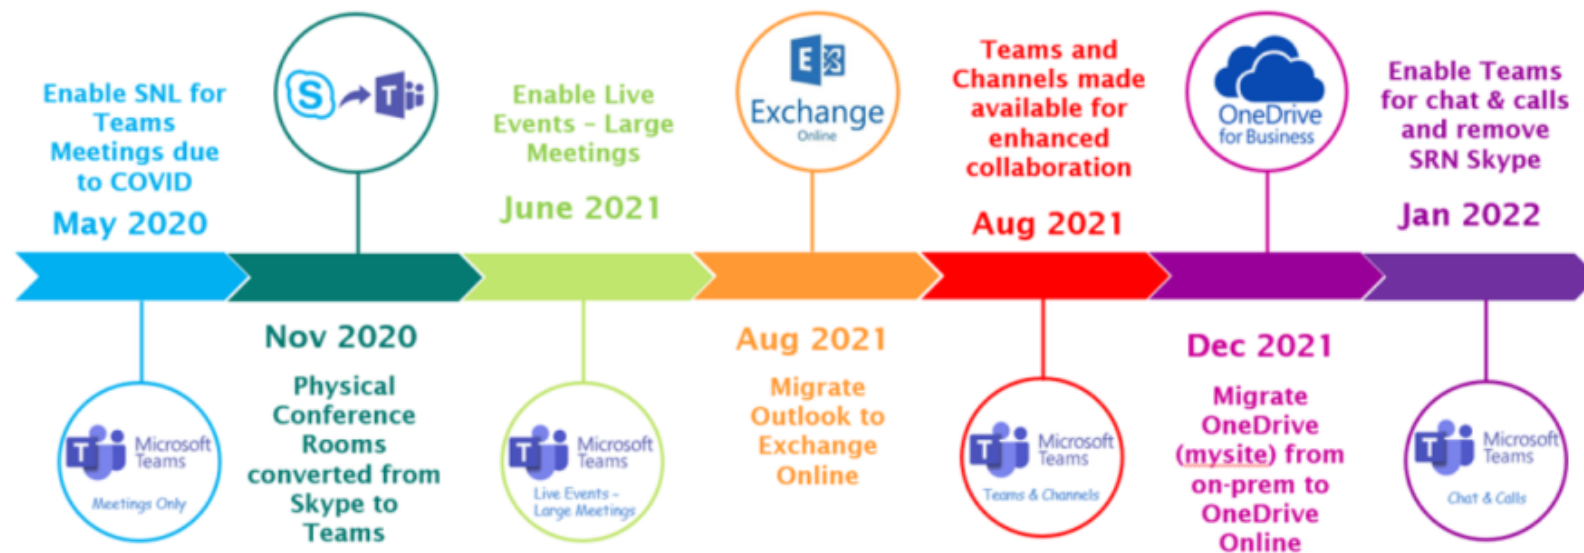 Enable SNL for
Teams
Meetings due
to COVID
May 2020
S
T
Nov 2020
Physical
Conference
Rooms
converted from
Skype to
Teams
Enable Live
Events – Large
Meetings
June 2021
E
Exchange
Online
Aug 2021
Migrate
Outlook to
Exchange
Online
Teams and
Channels made
available for
enhanced
collaboration
Aug 2021
OneDrive
for Business
Dec 2021
Migrate
OneDrive
(mysite) from
on-prem to
OneDrive
Online
Enable Teams
for chat & calls
and remove
SRN Skype
Jan 2022
T
Microsoft
Teams
Meetings Only
T
Microsoft
Teams
Live Events –
Large Meetings
T
Microsoft
Teams
Teams & Channels
T
Microsoft
Teams
Chat & Calls